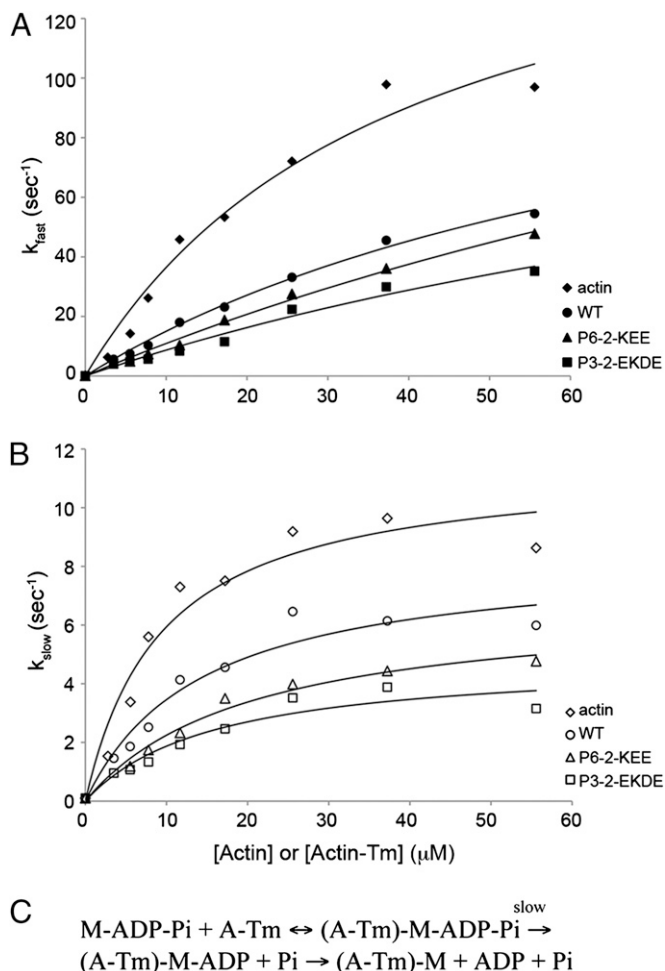 A
120
100
80
60
40
20
0
k_fast (sec⁻¹)
0 10 20 30 40 50 60
actin
WT
P6-2-KEE
P3-2-EKDE
B
12
10
8
6
4
2
0
k_slow (sec⁻¹)
0 10 20 30 40 50 60
actin
WT
P6-2-KEE
P3-2-EKDE
[Actin] or [Actin-Tm] (μM)
C
slow
M-ADP-Pi + A-Tm ↔ (A-Tm)-M-ADP-Pi →
(A-Tm)-M-ADP + Pi → (A-Tm)-M + ADP + Pi